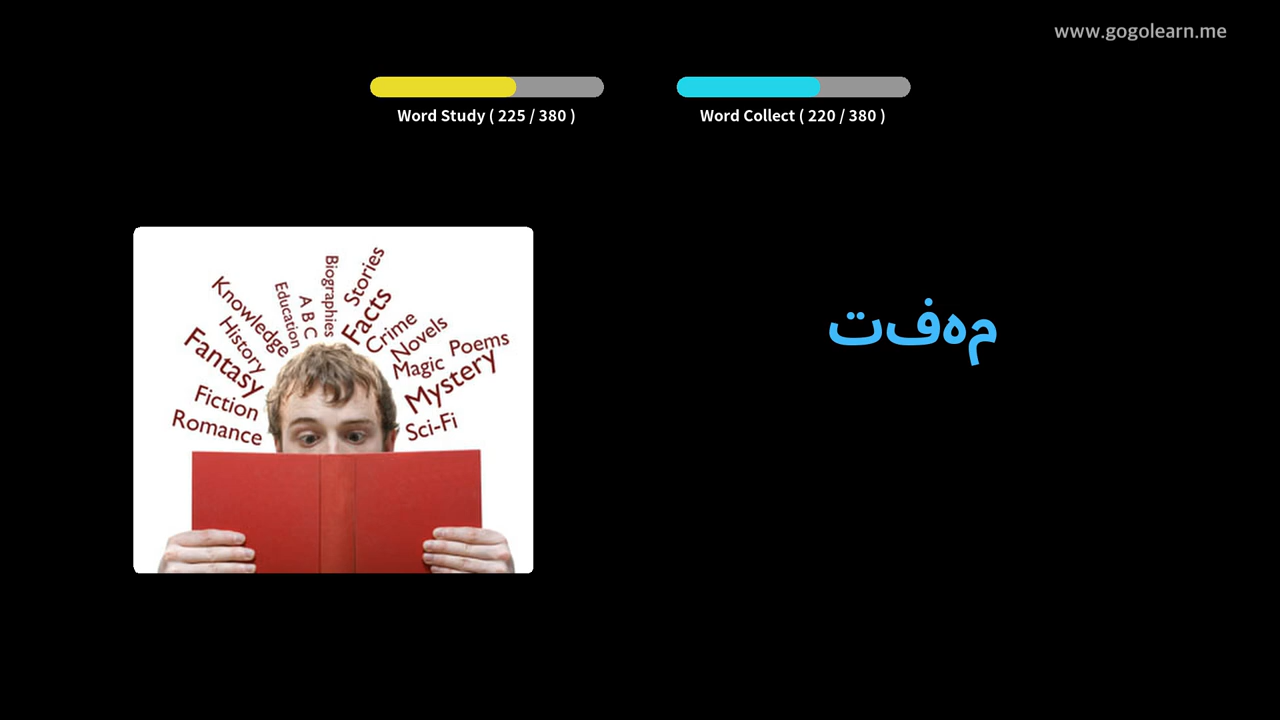 www.gogolearn.me
Word Study ( 225 / 380 )
Word Collect ( 220 / 380 )
Stories
Biographies
Facts
Education
A B C
Knowledge
Crime
Novels
History
Poems
Fantasy
Magic
Mystery
Fiction
Romance
Sci-Fi
تفهم